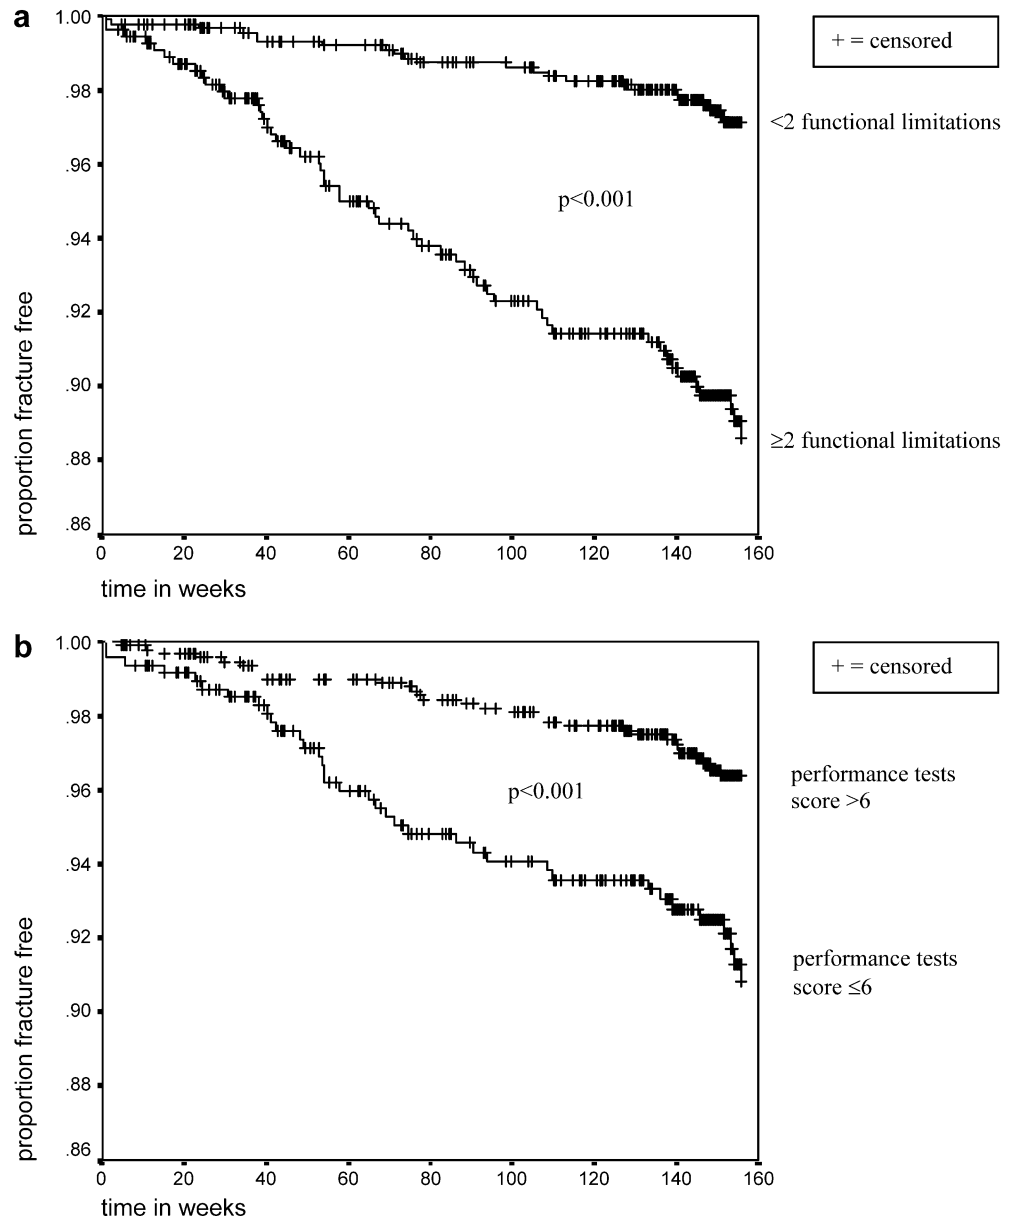 a
1.00
+ = censored
.98
<2 functional limitations
.96
p<0.001
.94
.92
.90
≥2 functional limitations
.88
.86
proportion fracture free
0 20 40 60 80 100 120 140 160
time in weeks
b
1.00
+ = censored
.98
performance tests
score >6
.96
p<0.001
.94
.92
performance tests
score ≤6
.90
.88
.86
proportion fracture free
0 20 40 60 80 100 120 140 160
time in weeks